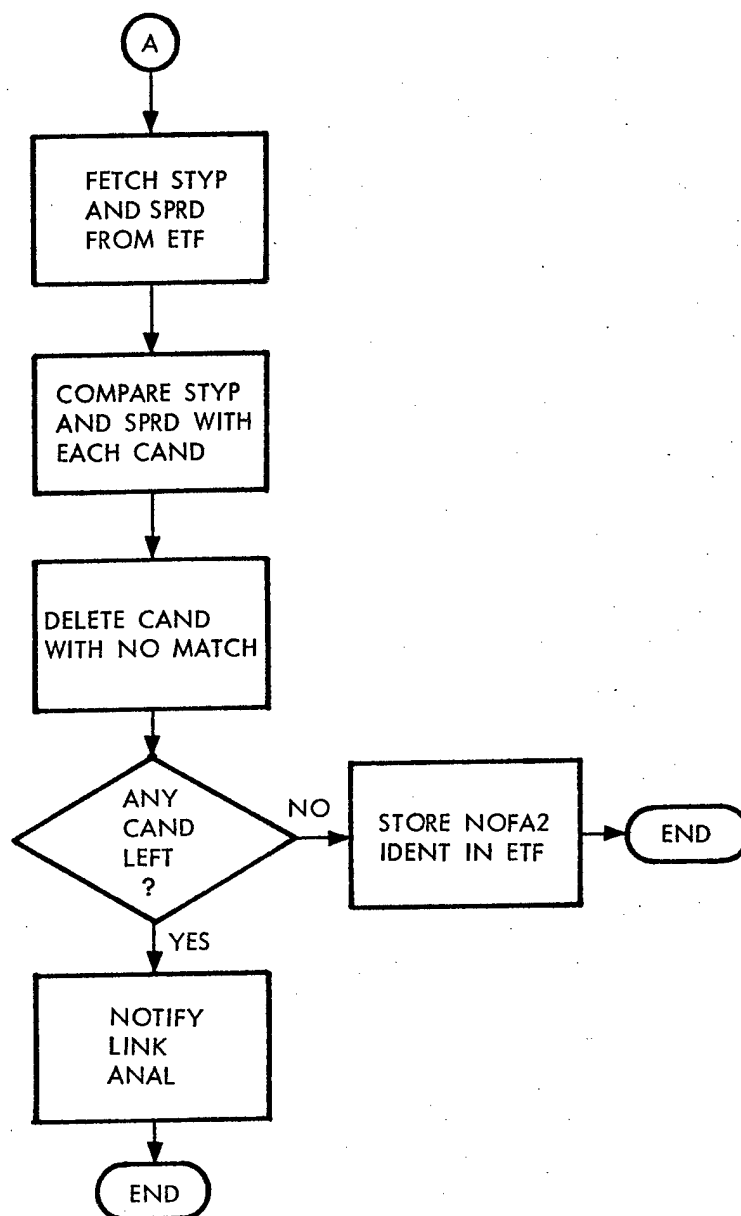 A
FETCH STYP
AND SPRD
FROM ETF
COMPARE STYP
AND SPRD WITH
EACH CAND
DELETE CAND
WITH NO MATCH
ANY
CAND
LEFT
?
NO
STORE NOFA2
IDENT IN ETF
END
YES
NOTIFY
LINK
ANAL
END